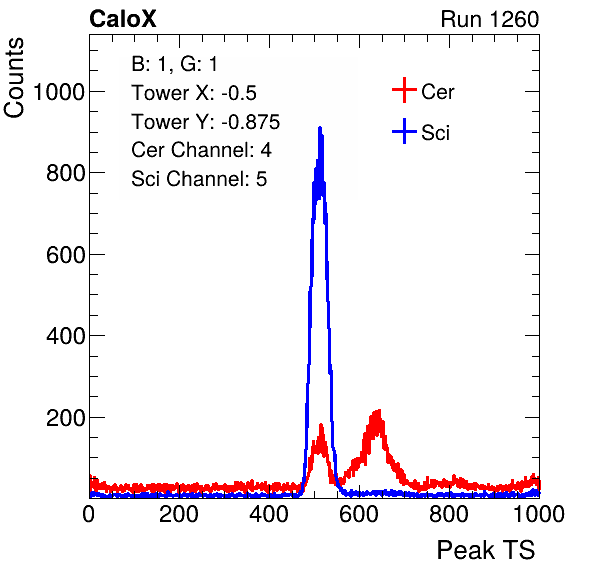 CaloX
Run 1260
Counts
B: 1, G: 1
Tower X: -0.5
Tower Y: -0.875
Cer Channel: 4
Sci Channel: 5
Cer
Sci
1000
800
600
400
200
0
200
400
600
800
1000
Peak TS